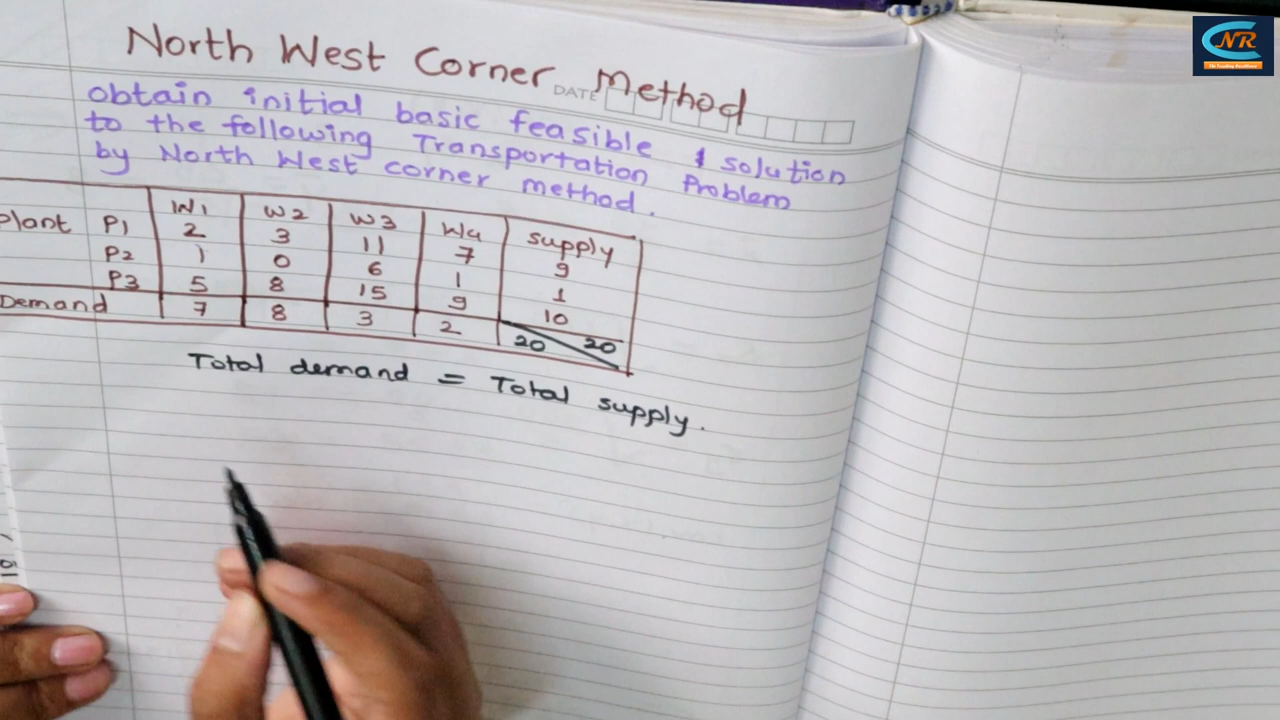 North West Corner Method
DATE
obtain initial basic feasible solution
to the following Transportation Problem
by North West corner method.
W1 W2 W3 W4 supply
Plant P1 2 3 11 7 9
P2 1 0 6 1 1
P3 5 8 15 9 10
Demand 7 8 3 2 20 20
Total demand = Total supply.
NR